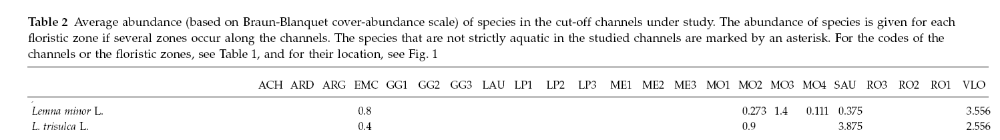 Table 2 Average abundance (based on Braun-Blanquet cover-abundance scale) of species in the cut-off channels under study. The abundance of species is given for each
floristic zone if several zones occur along the channels. The species that are not strictly aquatic in the studied channels are marked by an asterisk. For the codes of the
channels or the floristic zones, see Table 1, and for their location, see Fig. 1
ACH ARD ARG EMC GG1 GG2 GG3 LAU LP1 LP2 LP3 ME1 ME2 ME3 MO1 MO2 MO3 MO4 SAU RO3 RO2 RO1 VLO
Lemna minor L. 0.8 0.273 1.4 0.111 0.375 3.556
L. trisulca L. 0.4 0.9 3.875 2.556